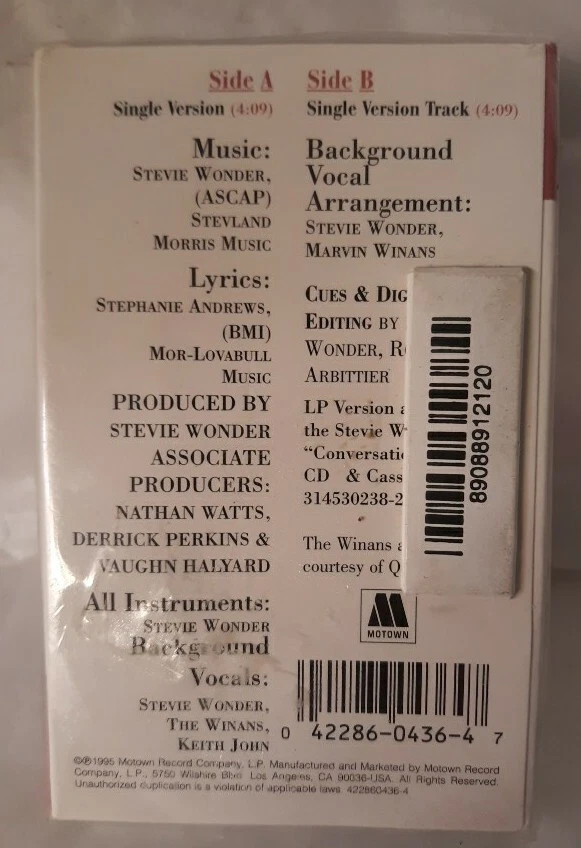 Side A
Single Version (4:09)
Music:
STEVIE WONDER,
(ASCAP)
STEVLAND
MORRIS MUSIC
Lyrics:
STEPHANIE ANDREWS,
(BMI)
MOR-LOVABULL
MUSIC
PRODUCED BY
STEVIE WONDER
ASSOCIATE
PRODUCERS:
NATHAN WATTS,
DERRICK PERKINS &
VAUGHN HALYARD
All Instruments:
STEVIE WONDER
Background
Vocals:
STEVIE WONDER,
THE WINANS,
KEITH JOHN
Side B
Single Version Track (4:09)
Background
Vocal
Arrangement:
STEVIE WONDER,
MARVIN WINANS
CUES & DIG
EDITING BY
WONDER, R
ARBITTIER
LP Version
the Stevie W
"Conversati
CD & Cass
314530238-2
The Winans
courtesy of Q
89088912120
MOTOWN
0 42286-0436-4 7
©℗1995 Motown Record Company, L.P. Manufactured and Marketed by Motown Record
Company, L.P., 5750 Wilshire Blvd. Los Angeles, CA 90036-USA. All Rights Reserved.
Unauthorized duplication is a violation of applicable laws. 422860436-4